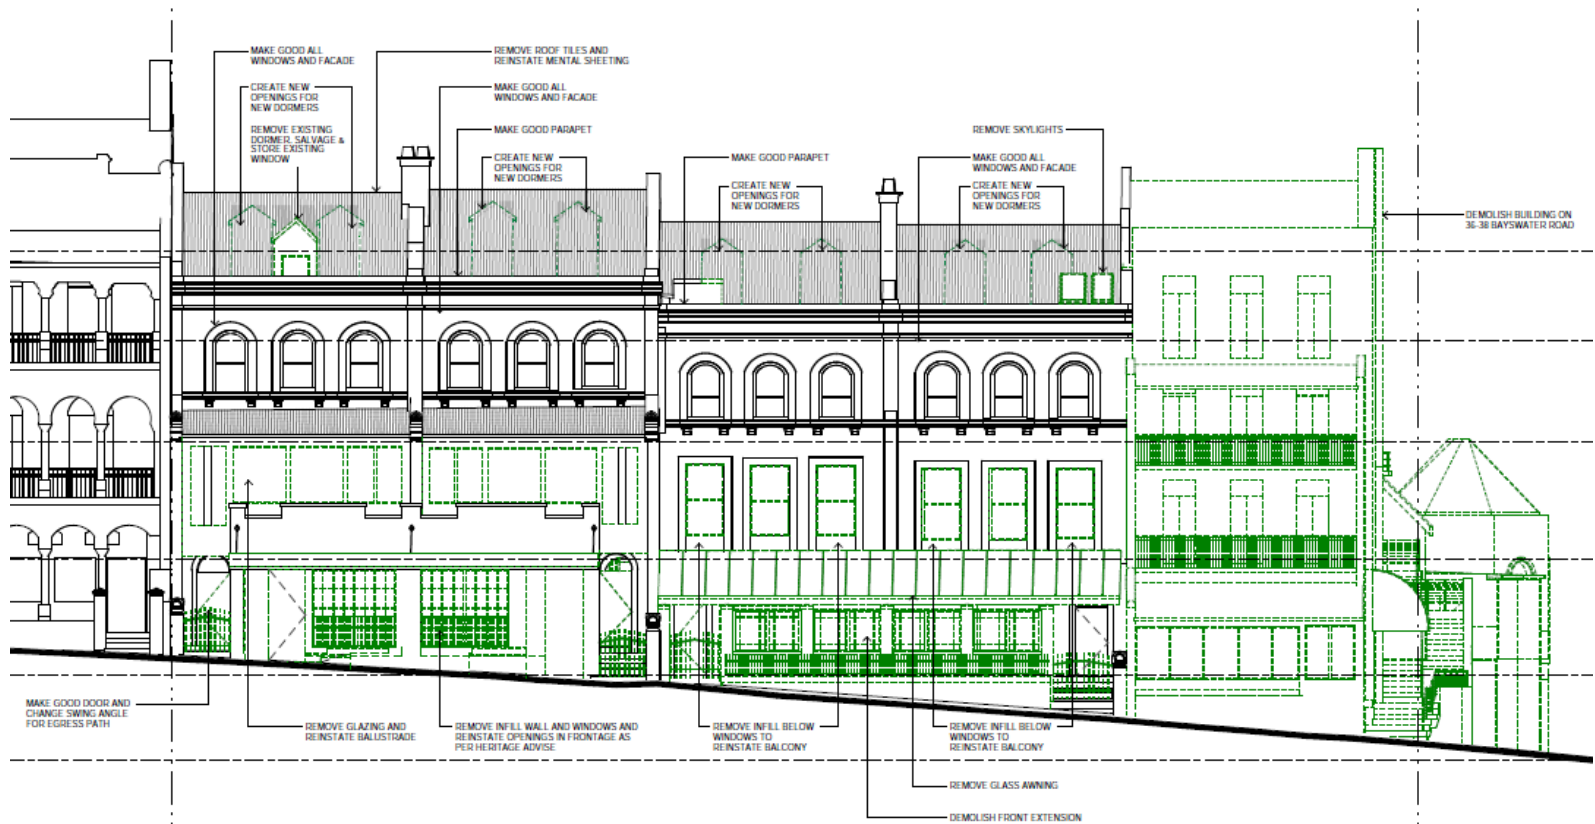 MAKE GOOD ALL
WINDOWS AND FACADE
CREATE NEW
OPENINGS FOR
NEW DORMERS
REMOVE EXISTING
DORMER. SALVAGE &
STORE EXISTING
WINDOW
REMOVE ROOF TILES AND
REINSTATE MENTAL SHEETING
MAKE GOOD ALL
WINDOWS AND FACADE
MAKE GOOD PARAPET
CREATE NEW
OPENINGS FOR
NEW DORMERS
MAKE GOOD PARAPET
CREATE NEW
OPENINGS FOR
NEW DORMERS
REMOVE SKYLIGHTS
MAKE GOOD ALL
WINDOWS AND FACADE
CREATE NEW
OPENINGS FOR
NEW DORMERS
DEMOLISH BUILDING ON
36-38 BAYSWATER ROAD
MAKE GOOD DOOR AND
CHANGE SWING ANGLE
FOR EGRESS PATH
REMOVE GLAZING AND
REINSTATE BALUSTRADE
REMOVE INFILL WALL AND WINDOWS AND
REINSTATE OPENINGS IN FRONTAGE AS
PER HERITAGE ADVISE
REMOVE INFILL BELOW
WINDOWS TO
REINSTATE BALCONY
REMOVE INFILL BELOW
WINDOWS TO
REINSTATE BALCONY
REMOVE GLASS AWNING
DEMOLISH FRONT EXTENSION